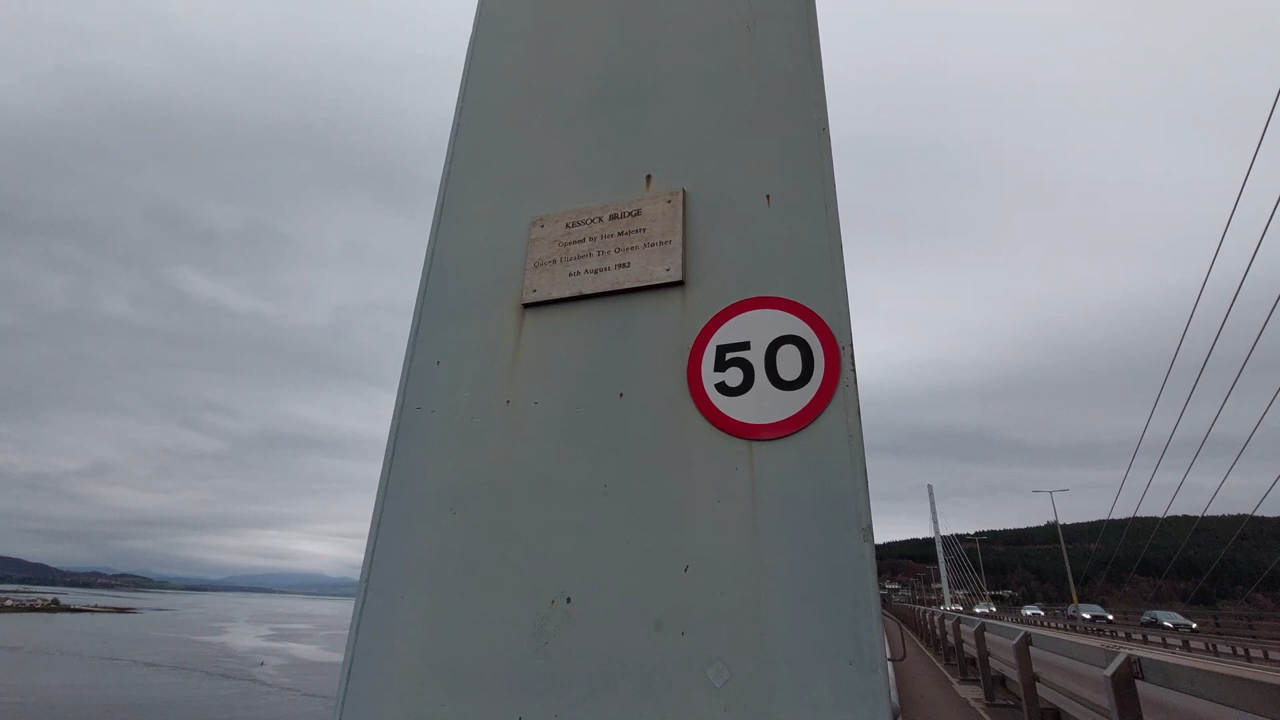 KESSOCK BRIDGE
Opened by Her Majesty
Queen Elizabeth The Queen Mother
6th August 1982
50